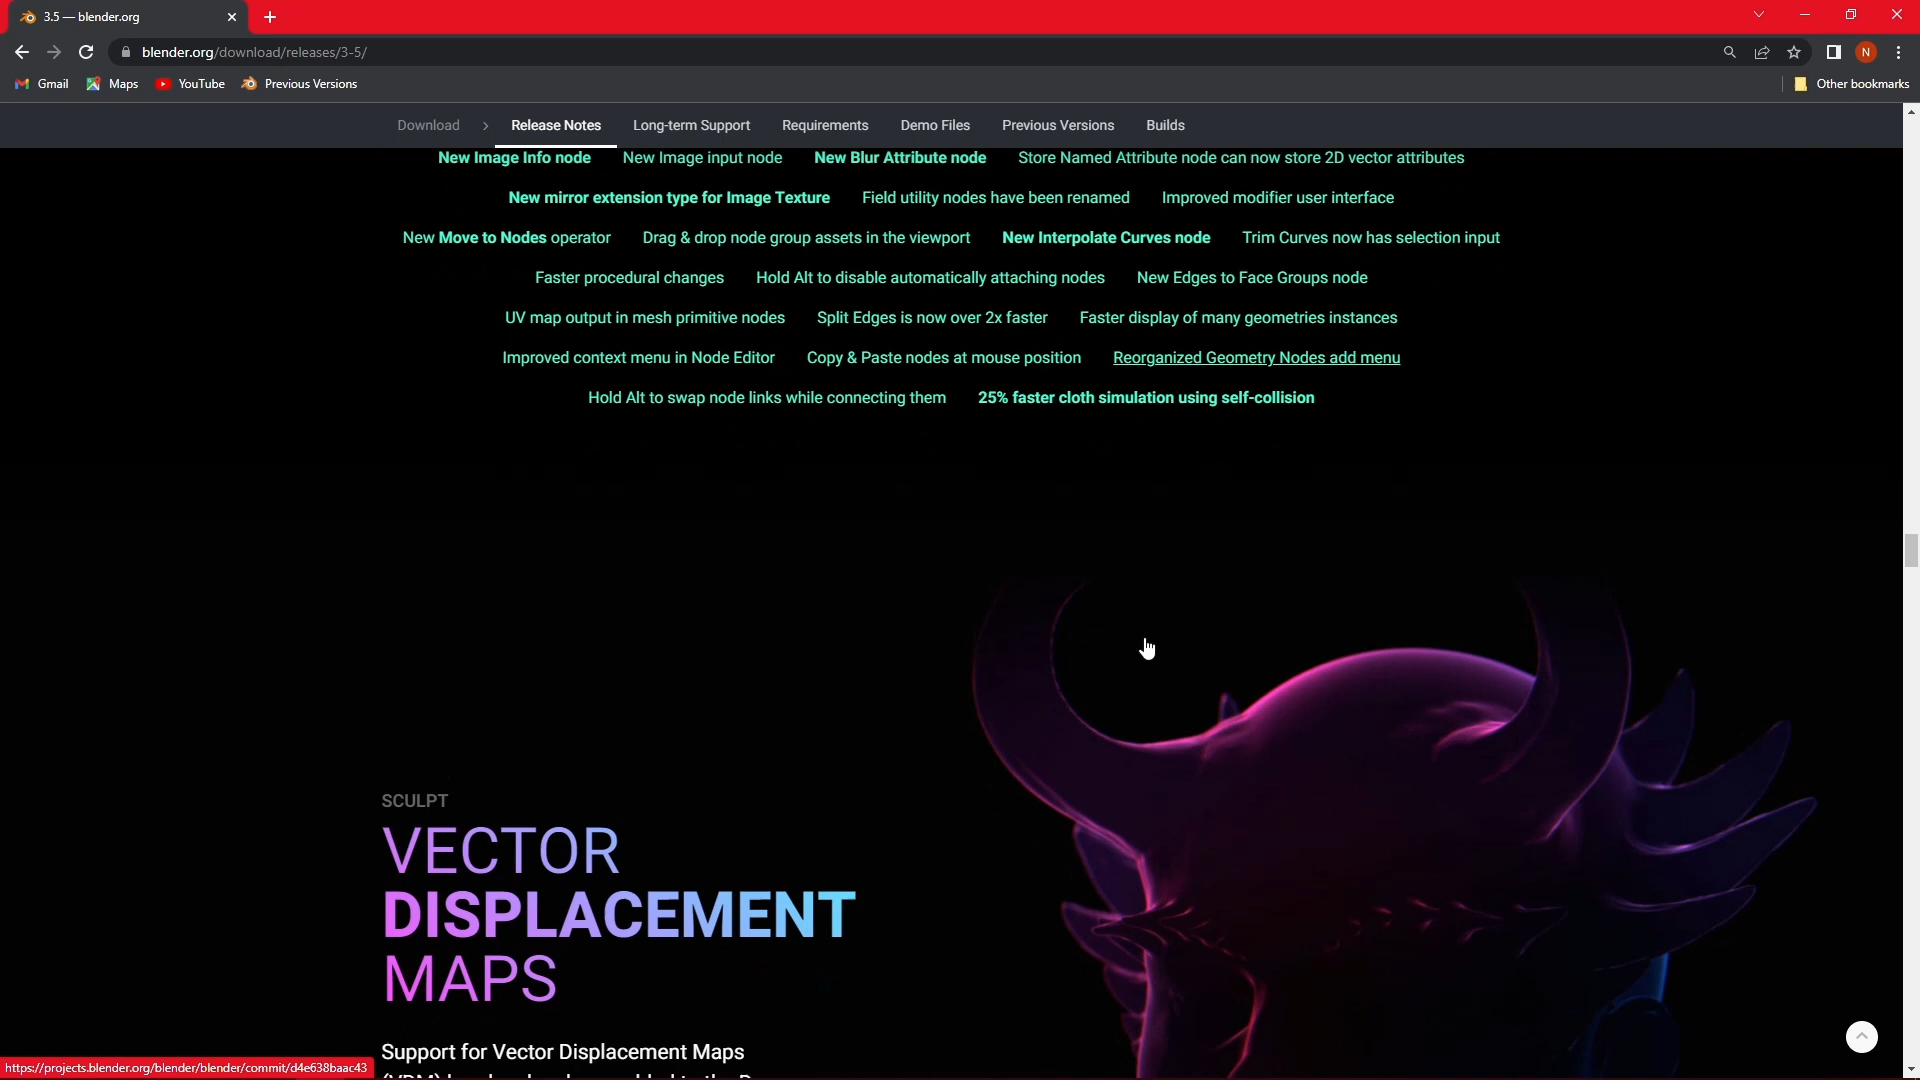 3.5 — blender.org
blender.org/download/releases/3-5/
N
Gmail Maps YouTube Previous Versions Other bookmarks
Download > Release Notes Long-term Support Requirements Demo Files Previous Versions Builds
New Image Info node New Image input node New Blur Attribute node Store Named Attribute node can now store 2D vector attributes
New mirror extension type for Image Texture Field utility nodes have been renamed Improved modifier user interface
New Move to Nodes operator Drag & drop node group assets in the viewport New Interpolate Curves node Trim Curves now has selection input
Faster procedural changes Hold Alt to disable automatically attaching nodes New Edges to Face Groups node
UV map output in mesh primitive nodes Split Edges is now over 2x faster Faster display of many geometries instances
Improved context menu in Node Editor Copy & Paste nodes at mouse position Reorganized Geometry Nodes add menu
Hold Alt to swap node links while connecting them 25% faster cloth simulation using self-collision
SCULPT
VECTOR
DISPLACEMENT
MAPS
Support for Vector Displacement Maps
https://projects.blender.org/blender/blender/commit/d4e638baac43